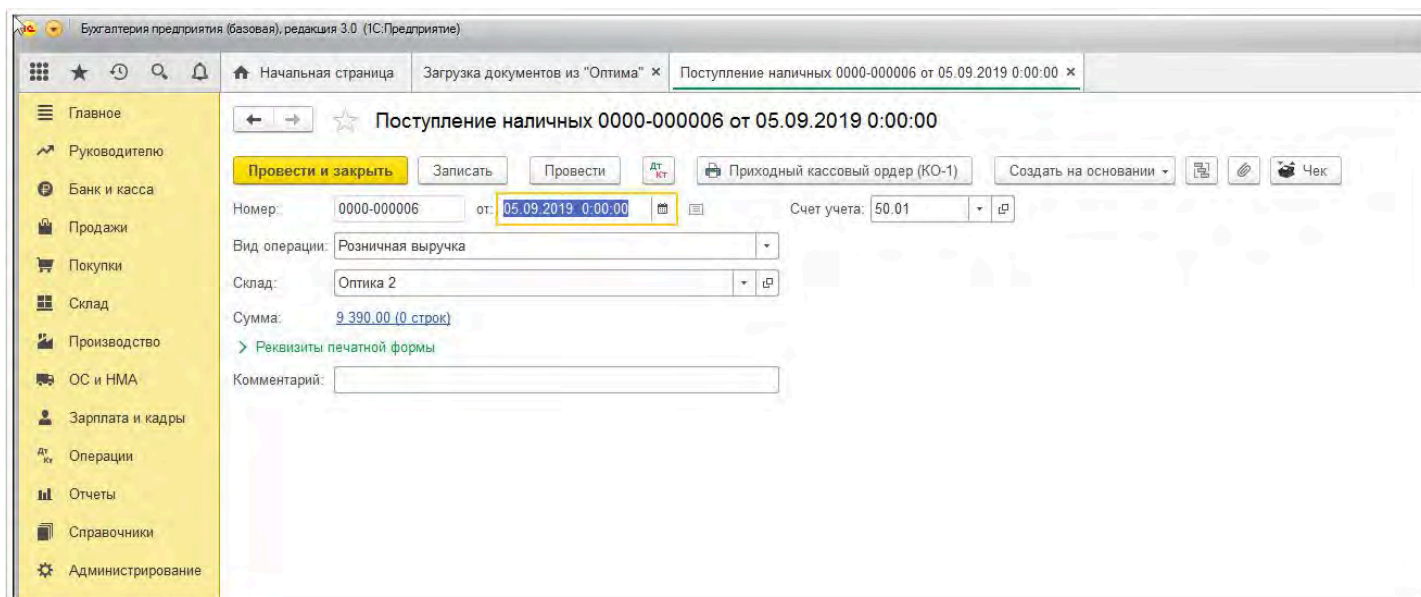 Бухгалтерия предприятия (базовая), редакция 3.0 (1С:Предприятие)
Начальная страница Загрузка документов из "Оптима" × Поступление наличных 0000-000006 от 05.09.2019 0:00:00 ×
Главное
Руководителю
Банк и касса
Продажи
Покупки
Склад
Производство
ОС и НМА
Зарплата и кадры
Операции
Отчеты
Справочники
Администрирование
Поступление наличных 0000-000006 от 05.09.2019 0:00:00
Провести и закрыть Записать Провести Дт Кт Приходный кассовый ордер (КО-1) Создать на основании Чек
Номер: 0000-000006 от: 05.09.2019 0:00:00 Счет учета: 50.01
Вид операции: Розничная выручка
Склад: Оптика 2
Сумма: 9 390.00 (0 строк)
Реквизиты печатной формы
Комментарий: